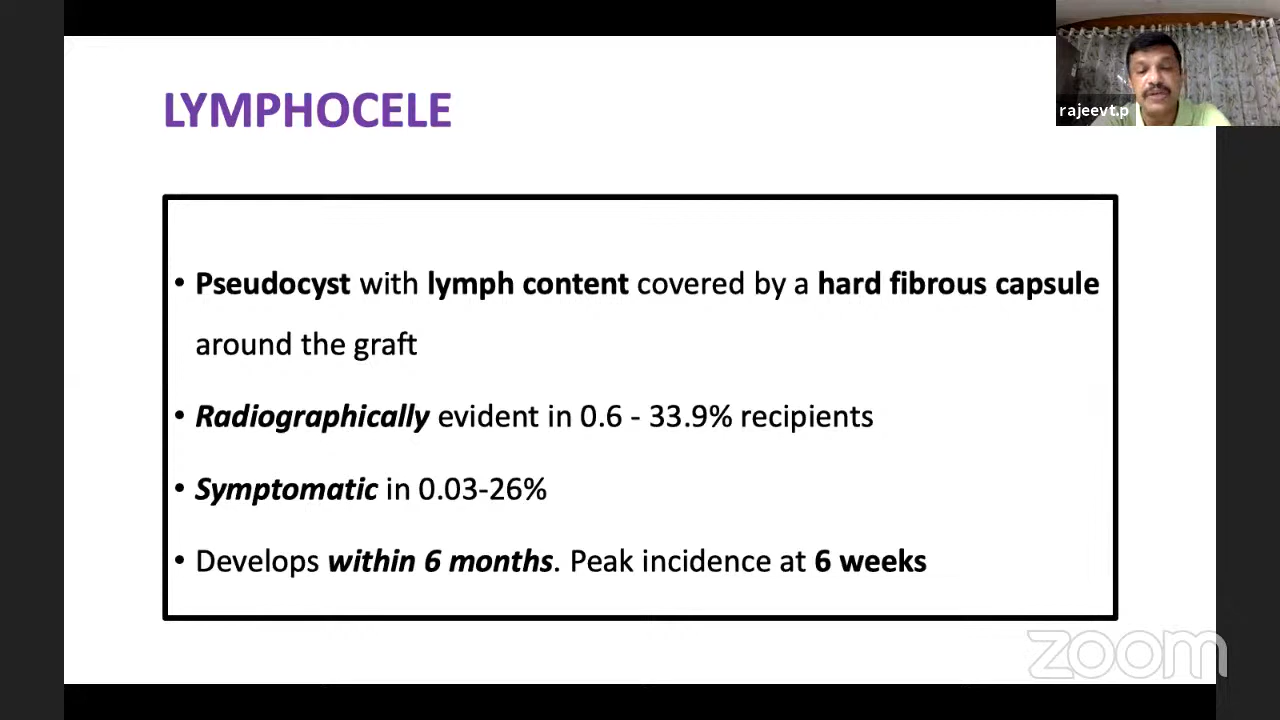 LYMPHOCELE
rajeevt.p
• Pseudocyst with lymph content covered by a hard fibrous capsule
around the graft
• Radiographically evident in 0.6 - 33.9% recipients
• Symptomatic in 0.03-26%
• Develops within 6 months. Peak incidence at 6 weeks
zoom